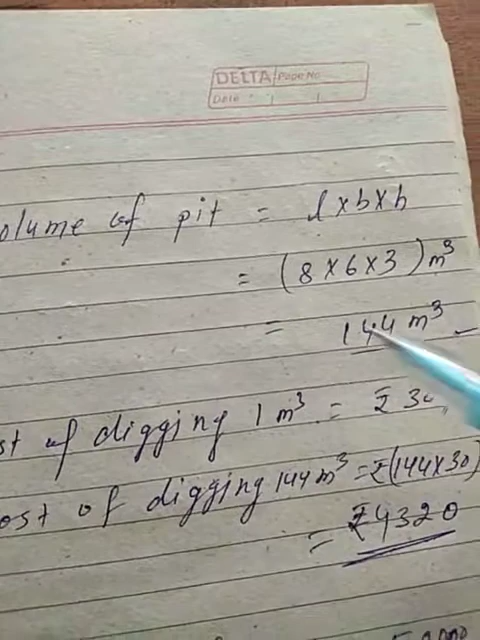 DELTA Page No.
Date
olume of pit = l×b×h
= (8×6×3) m³
= 144 m³
st of digging 1 m³ = ₹ 30
ost of digging 144 m³ = ₹(144×30)
= ₹4320